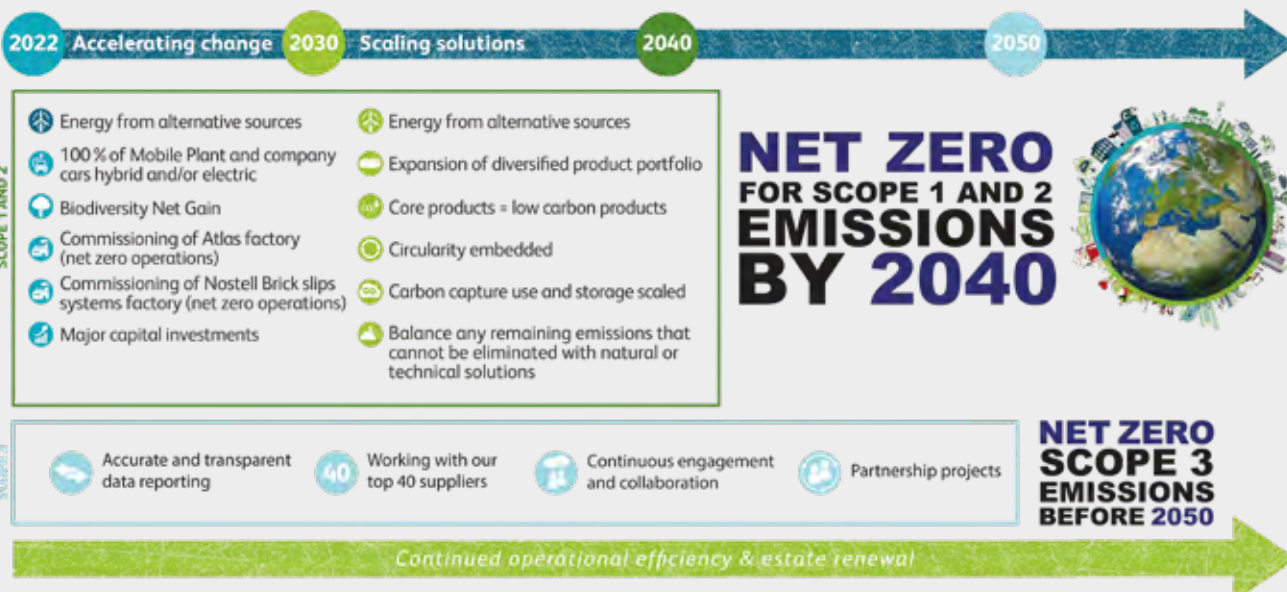 2022 Accelerating change 2030 Scaling solutions 2040 2050
SCOPE 1 AND 2
Energy from alternative sources
100 % of Mobile Plant and company
cars hybrid and/or electric
Biodiversity Net Gain
Commissioning of Atlas factory
(net zero operations)
Commissioning of Nostell Brick slips
systems factory (net zero operations)
Major capital investments
Energy from alternative sources
Expansion of diversified product portfolio
Core products = low carbon products
Circularity embedded
Carbon capture use and storage scaled
Balance any remaining emissions that
cannot be eliminated with natural or
technical solutions
NET ZERO
FOR SCOPE 1 AND 2
EMISSIONS
BY 2040
SCOPE 3
Accurate and transparent
data reporting
40
Working with our
top 40 suppliers
Continuous engagement
and collaboration
Partnership projects
NET ZERO
SCOPE 3
EMISSIONS
BEFORE 2050
Continued operational efficiency & estate renewal